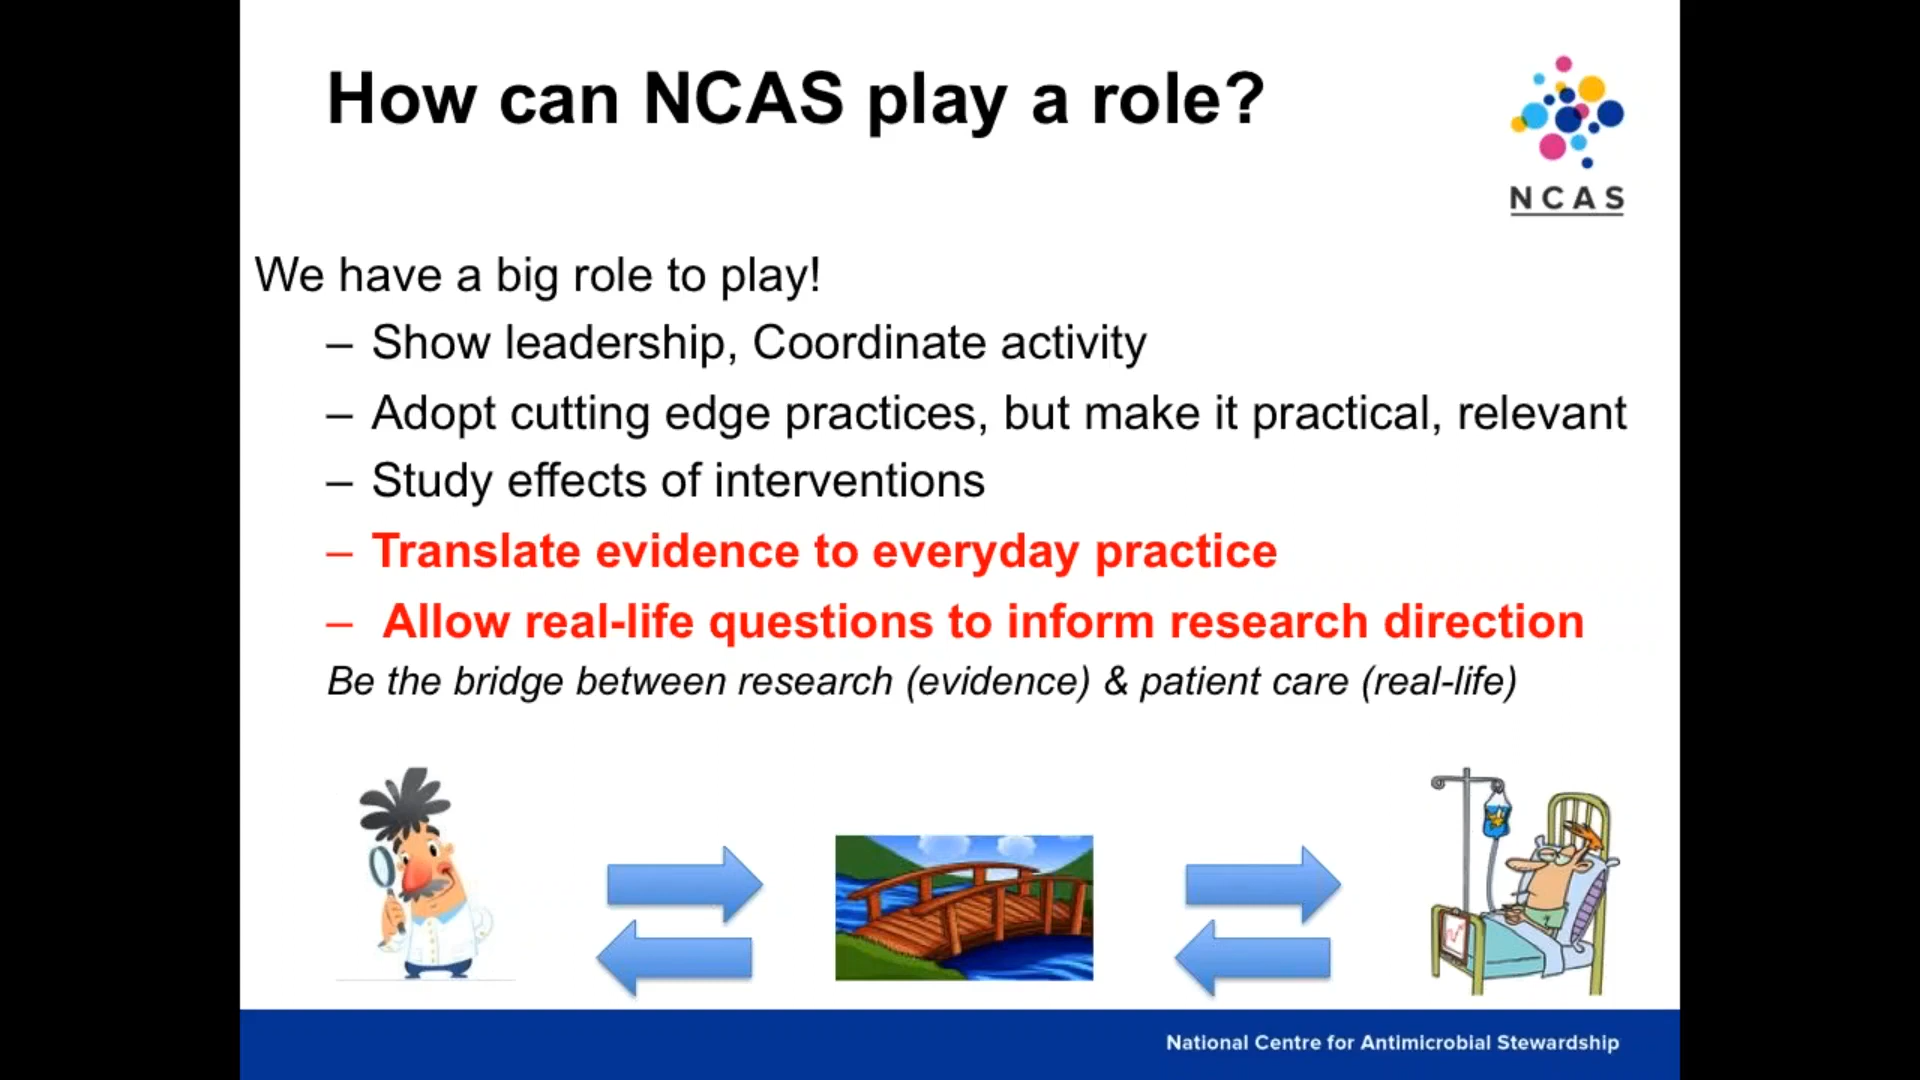 How can NCAS play a role?
NCAS
We have a big role to play!
– Show leadership, Coordinate activity
– Adopt cutting edge practices, but make it practical, relevant
– Study effects of interventions
– Translate evidence to everyday practice
– Allow real-life questions to inform research direction
Be the bridge between research (evidence) & patient care (real-life)
National Centre for Antimicrobial Stewardship